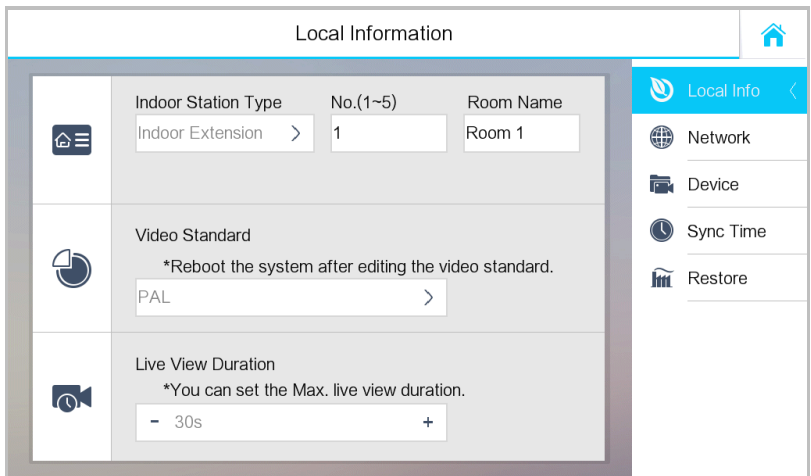 Local Information
Indoor Station Type No.(1~5) Room Name
Indoor Extension > 1 Room 1
Video Standard
*Reboot the system after editing the video standard.
PAL >
Live View Duration
*You can set the Max. live view duration.
- 30s +
Local Info <
Network
Device
Sync Time
Restore